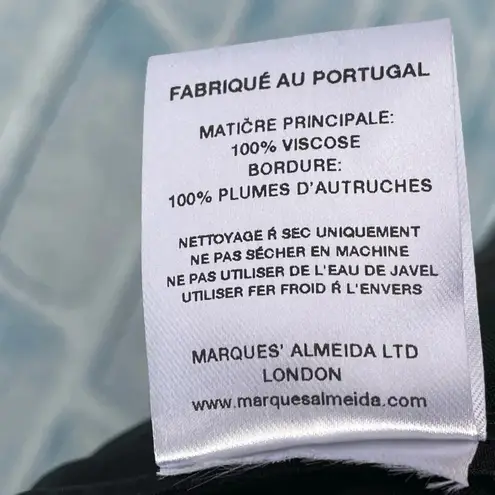 FABRIQUÉ AU PORTUGAL
MATIČRE PRINCIPALE:
100% VISCOSE
BORDURE:
100% PLUMES D'AUTRUCHES
NETTOYAGE Ŕ SEC UNIQUEMENT
NE PAS SÉCHER EN MACHINE
NE PAS UTILISER DE L'EAU DE JAVEL
UTILISER FER FROID Ŕ L'ENVERS
MARQUES' ALMEIDA LTD
LONDON
www.marquesalmeida.com